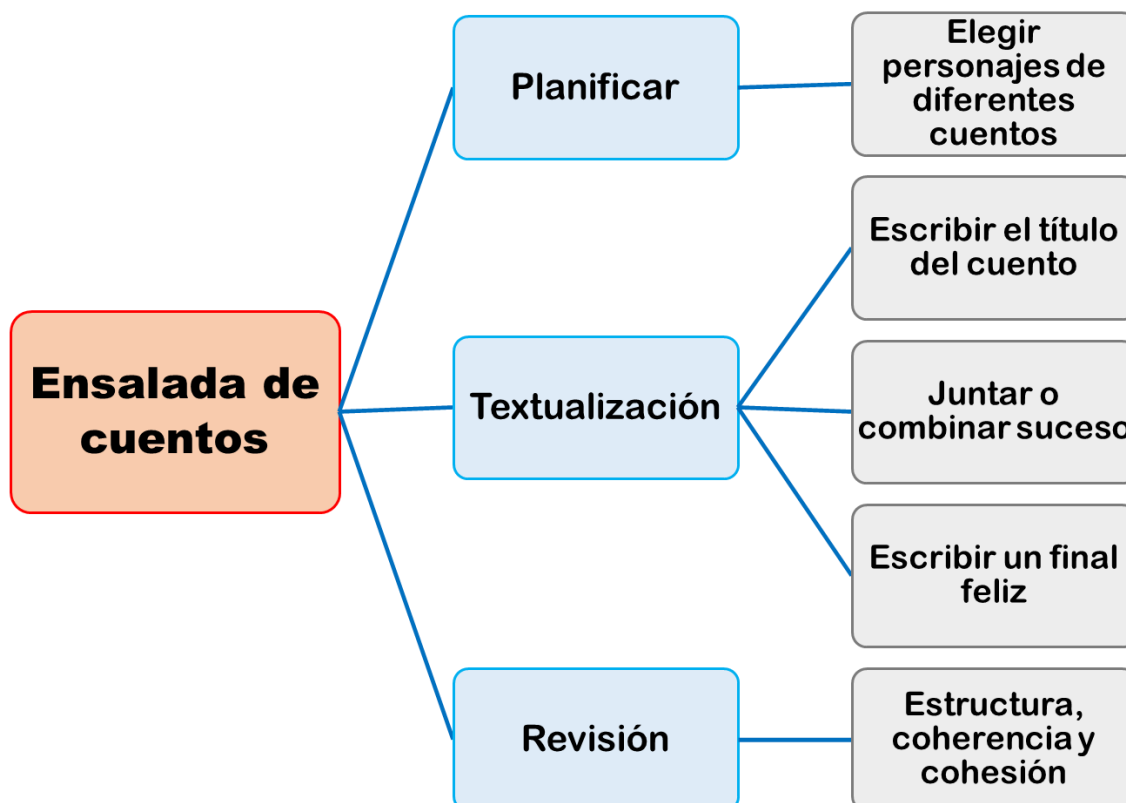 Ensalada de
cuentos
Planificar
Elegir
personajes de
diferentes
cuentos
Textualización
Escribir el título
del cuento
Juntar o
combinar suceso
Escribir un final
feliz
Revisión
Estructura,
coherencia y
cohesión